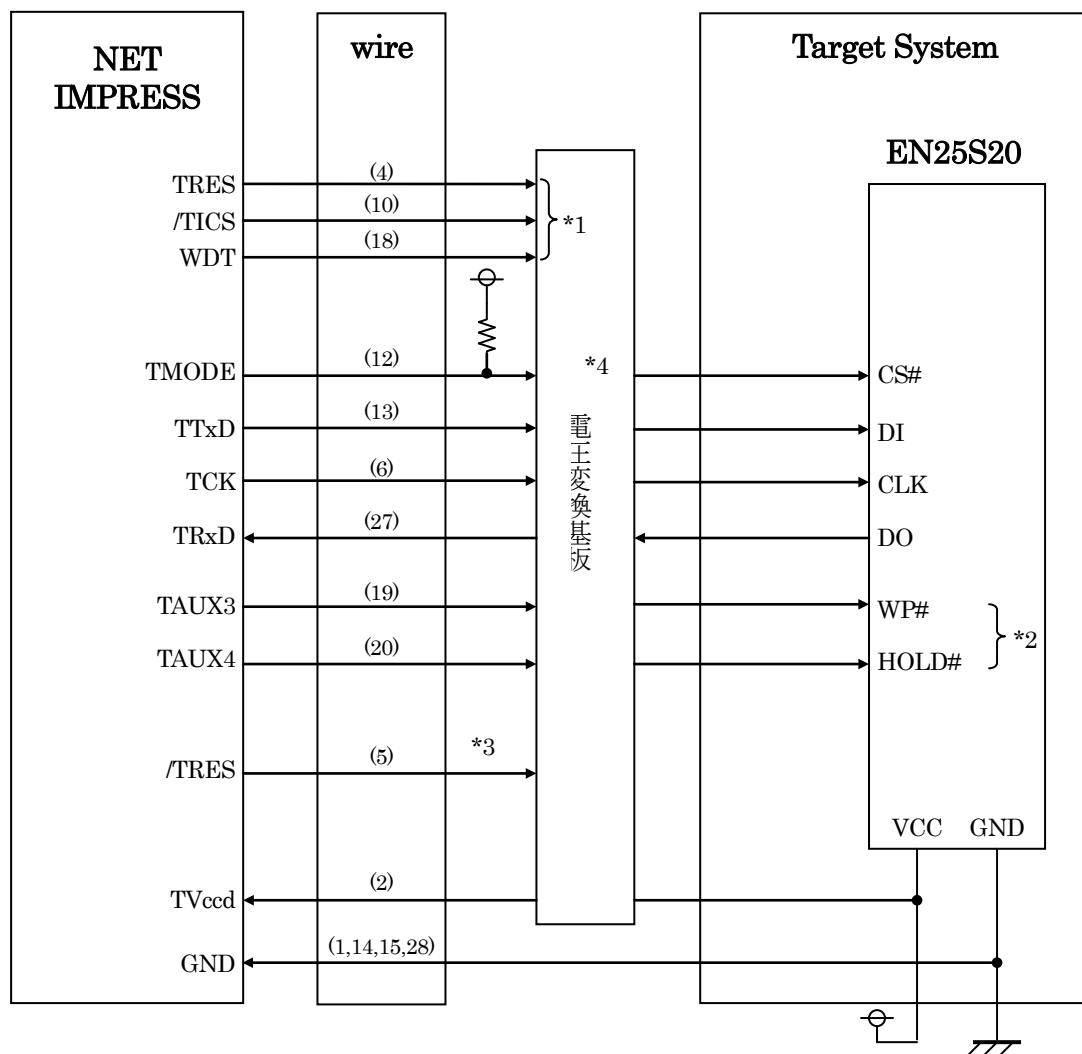 NET
IMPRESS
wire
Target System
EN25S20
TRES
(4)
/TICS
(10)
WDT
(18)
*1
TMODE
(12)
*4
CS#
TTxD
(13)
DI
TCK
(6)
CLK
TRxD
(27)
DO
電圧変換基板
TAUX3
(19)
WP#
TAUX4
(20)
HOLD#
*2
/TRES
(5)
*3
VCC GND
TVccd
(2)
GND
(1,14,15,28)